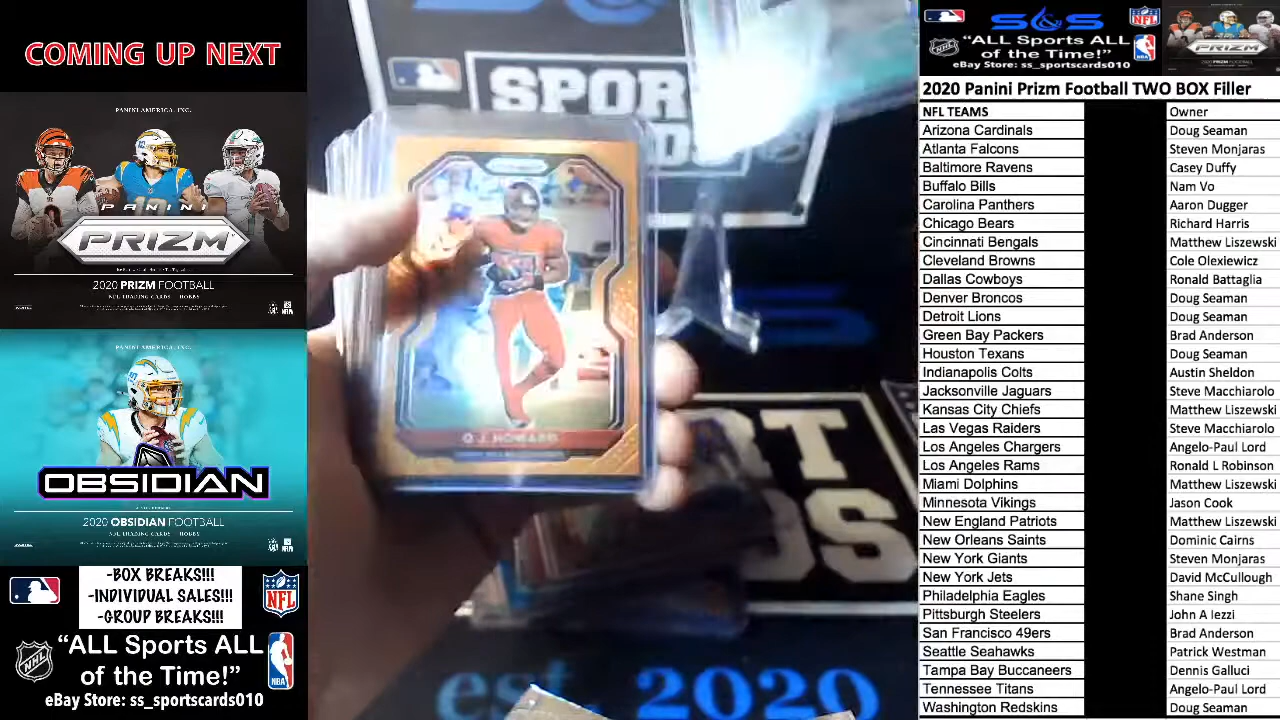 COMING UP NEXT
PANINI AMERICA, INC.
PANINI
PRIZM
2020 PRIZM FOOTBALL
NFL TRADING CARDS HOBBY
PANINI AMERICA, INC.
OBSIDIAN
2020 OBSIDIAN FOOTBALL
NFL TRADING CARDS HOBBY
-BOX BREAKS!!!
-INDIVIDUAL SALES!!!
-GROUP BREAKS!!!
NFL
NHL
NBA
“ALL Sports ALL
of the Time!”
eBay Store: ss_sportscards010
SPOR
DS
O.J. HOWARD
RT
DS
2020
S&S
NFL
NHL
NBA
“ALL Sports ALL
of the Time!”
eBay Store: ss_sportscards010
PRIZM
2020 Panini Prizm Football TWO BOX Filler
NFL TEAMS Owner
Arizona Cardinals Doug Seaman
Atlanta Falcons Steven Monjaras
Baltimore Ravens Casey Duffy
Buffalo Bills Nam Vo
Carolina Panthers Aaron Dugger
Chicago Bears Richard Harris
Cincinnati Bengals Matthew Liszewski
Cleveland Browns Cole Olexiewicz
Dallas Cowboys Ronald Battaglia
Denver Broncos Doug Seaman
Detroit Lions Doug Seaman
Green Bay Packers Brad Anderson
Houston Texans Doug Seaman
Indianapolis Colts Austin Sheldon
Jacksonville Jaguars Steve Macchiarolo
Kansas City Chiefs Matthew Liszewski
Las Vegas Raiders Steve Macchiarolo
Los Angeles Chargers Angelo-Paul Lord
Los Angeles Rams Ronald L Robinson
Miami Dolphins Matthew Liszewski
Minnesota Vikings Jason Cook
New England Patriots Matthew Liszewski
New Orleans Saints Dominic Cairns
New York Giants Steven Monjaras
New York Jets David McCullough
Philadelphia Eagles Shane Singh
Pittsburgh Steelers John A Iezzi
San Francisco 49ers Brad Anderson
Seattle Seahawks Patrick Westman
Tampa Bay Buccaneers Dennis Galluci
Tennessee Titans Angelo-Paul Lord
Washington Redskins Doug Seaman